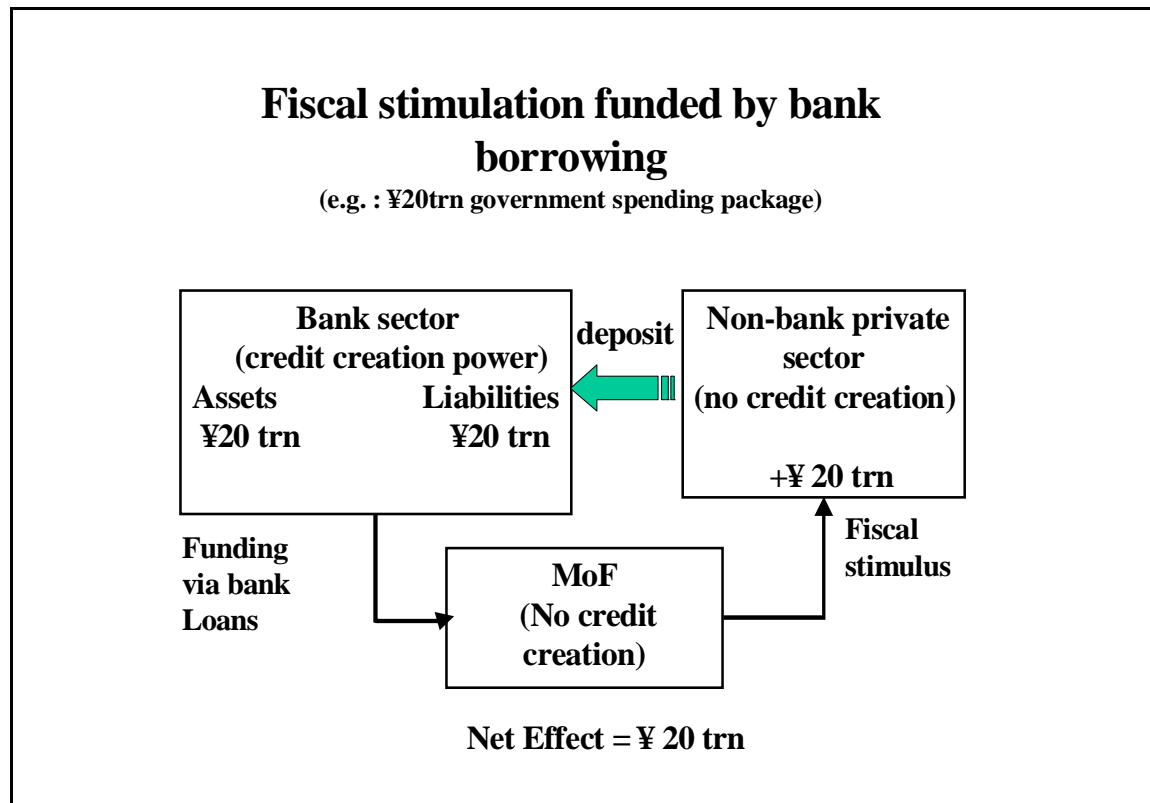 Fiscal stimulation funded by bank
borrowing
(e.g. : ¥20trn government spending package)
Bank sector
(credit creation power)
Assets Liabilities
¥20 trn ¥20 trn
deposit
Non-bank private
sector
(no credit creation)
+¥ 20 trn
Funding
via bank
Loans
MoF
(No credit
creation)
Fiscal
stimulus
Net Effect = ¥ 20 trn